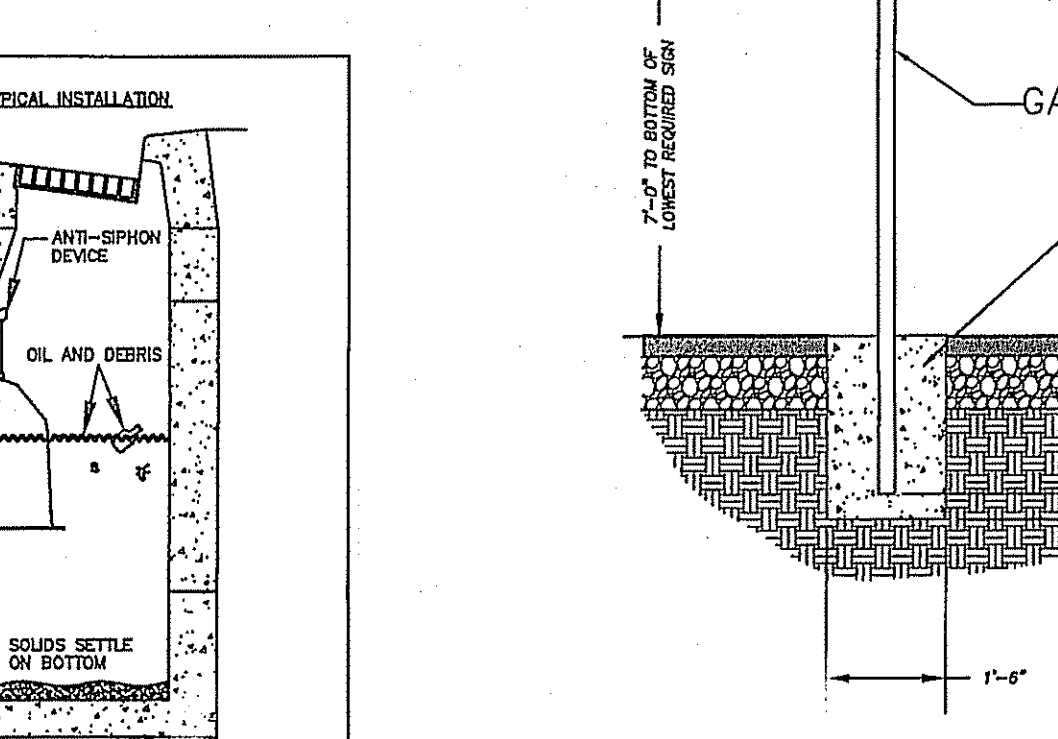 PICAL INSTALLATION
ANTI-SIPHON
DEVICE
OIL AND DEBRIS
SOLIDS SETTLE
ON BOTTOM
7'-0" TO BOTTOM OF
LOWEST REQUIRED SIGN
GA
1'-6"